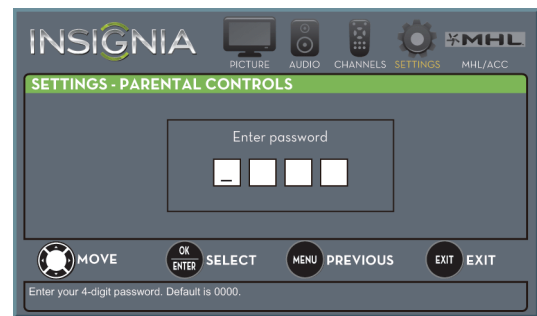 INSIGNIA
PICTURE AUDIO CHANNELS SETTINGS MHL MHL/ACC
SETTINGS - PARENTAL CONTROLS
Enter password
_
MOVE OK ENTER SELECT MENU PREVIOUS EXIT EXIT
Enter your 4-digit password. Default is 0000.